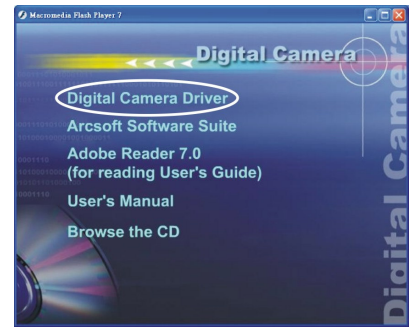 Macromedia Flash Player 7
Digital Camera
Digital Camera Driver
Arcsoft Software Suite
Adobe Reader 7.0
(for reading User's Guide)
User's Manual
Browse the CD
Digital Camera